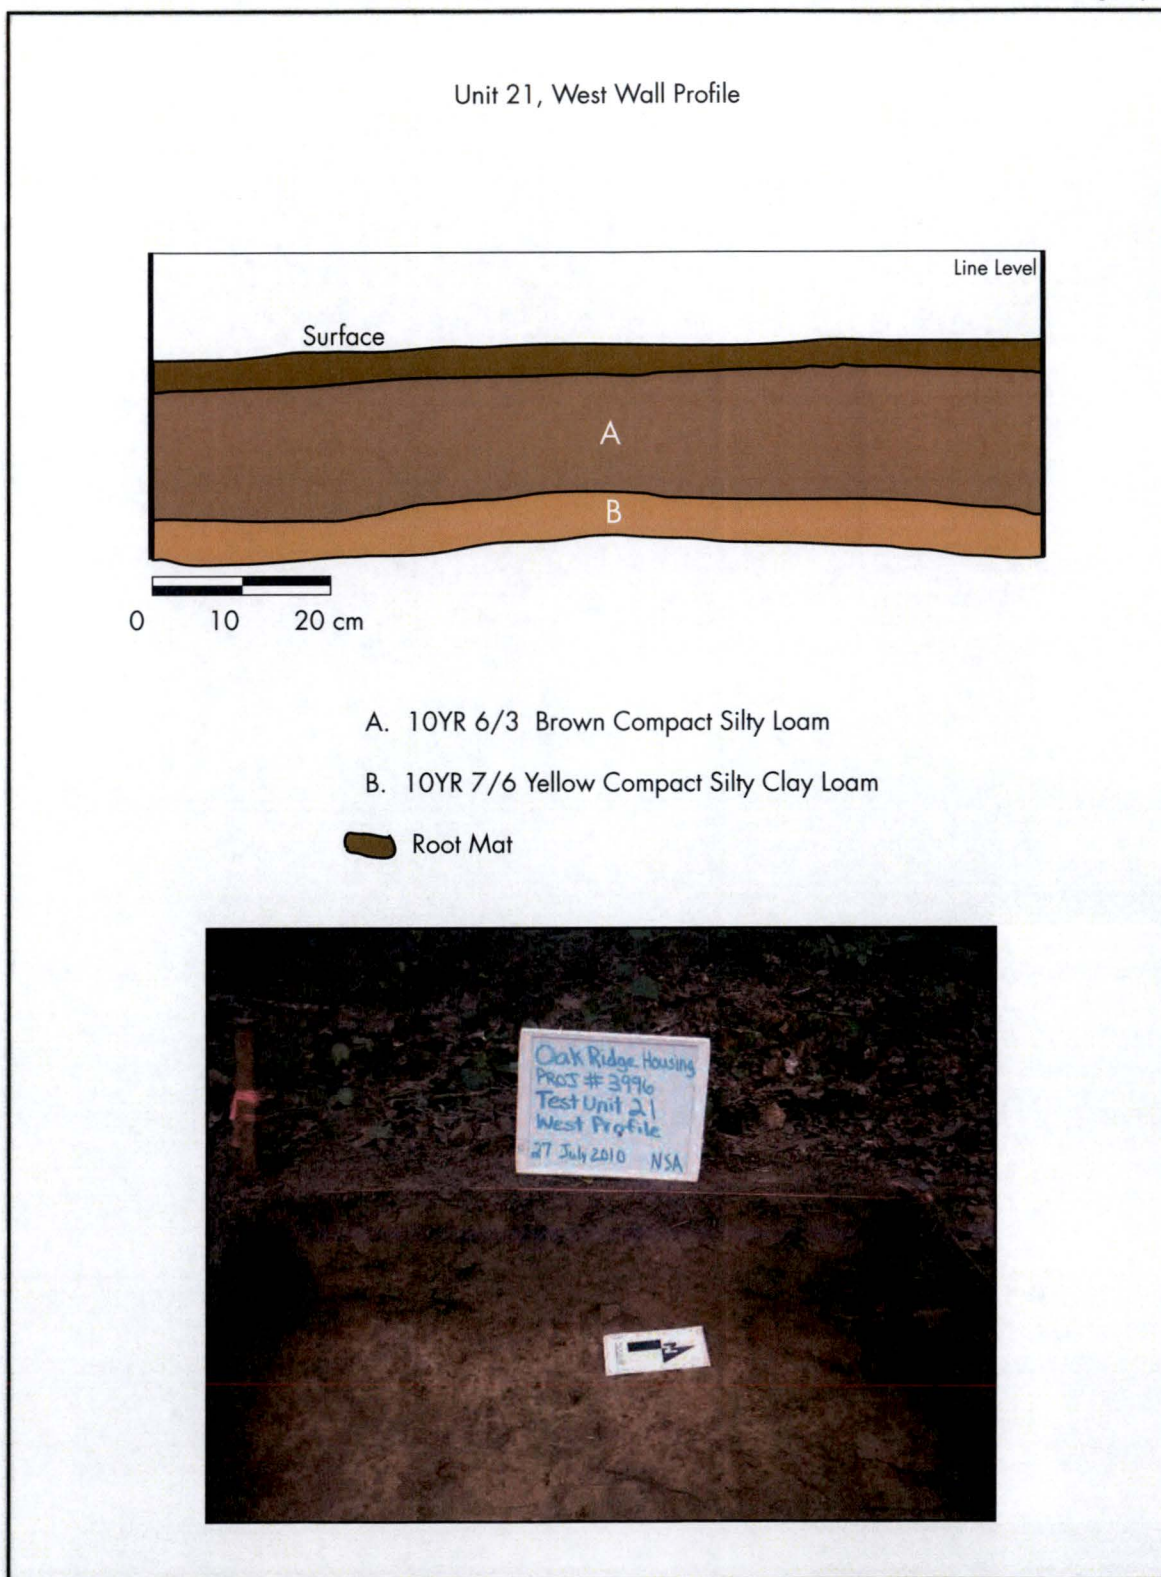 Unit 21, West Wall Profile
Line Level
Surface
A
B
0 10 20 cm
A. 10YR 6/3 Brown Compact Silty Loam
B. 10YR 7/6 Yellow Compact Silty Clay Loam
Root Mat
Oak Ridge Housing
PROJ # 3996
Test Unit 21
West Profile
27 July 2010 NSA
N